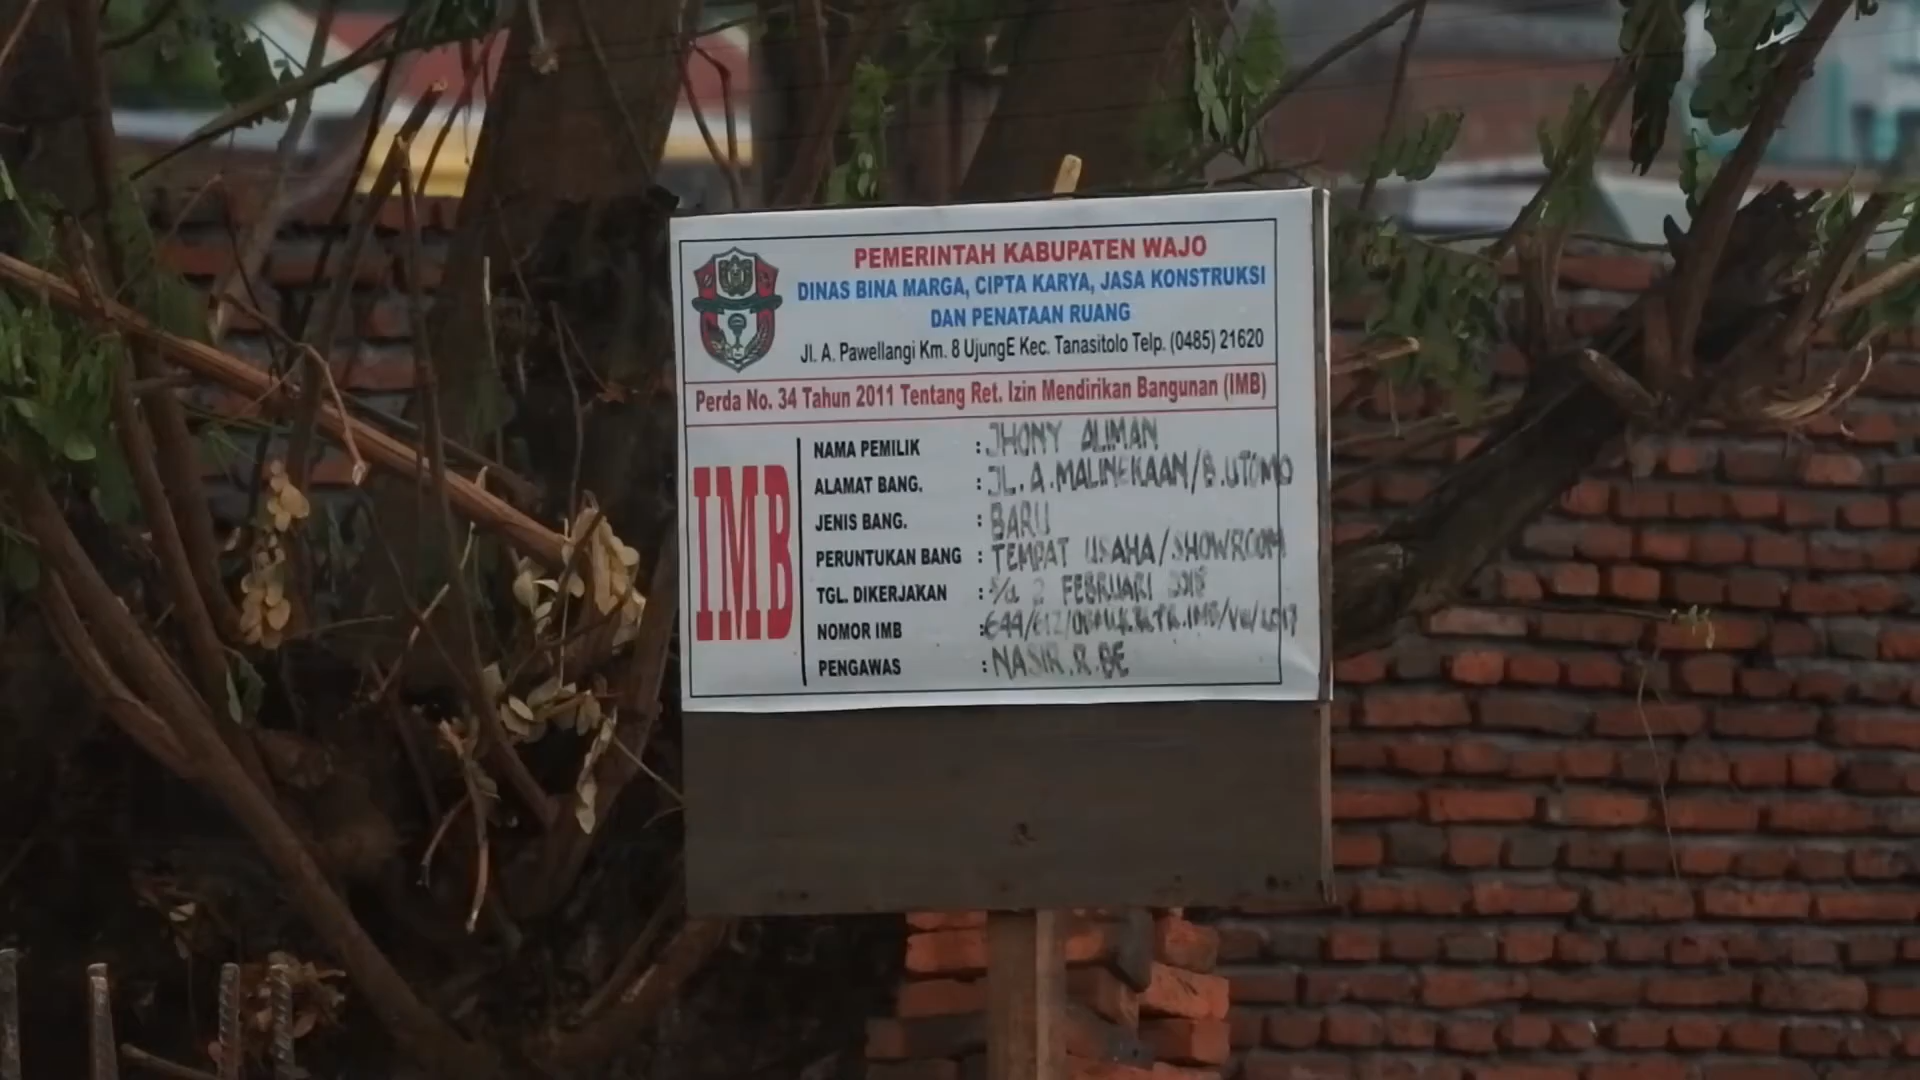 PEMERINTAH KABUPATEN WAJO
DINAS BINA MARGA, CIPTA KARYA, JASA KONSTRUKSI
DAN PENATAAN RUANG
Jl. A. Pawellangi Km. 8 UjungE Kec. Tanasitolo Telp. (0485) 21620
Perda No. 34 Tahun 2011 Tentang Ret. Izin Mendirikan Bangunan (IMB)
IMB
NAMA PEMILIK : JHONY ALIMAN
ALAMAT BANG. : JL. A. MALINEKAAN/B. UTOMO
JENIS BANG. : BARU
PERUNTUKAN BANG : TEMPAT USAHA/SHOWROOM
TGL. DIKERJAKAN : S/d 2 FEBRUARI 2018
NOMOR IMB :
PENGAWAS : NASIR.R.BE